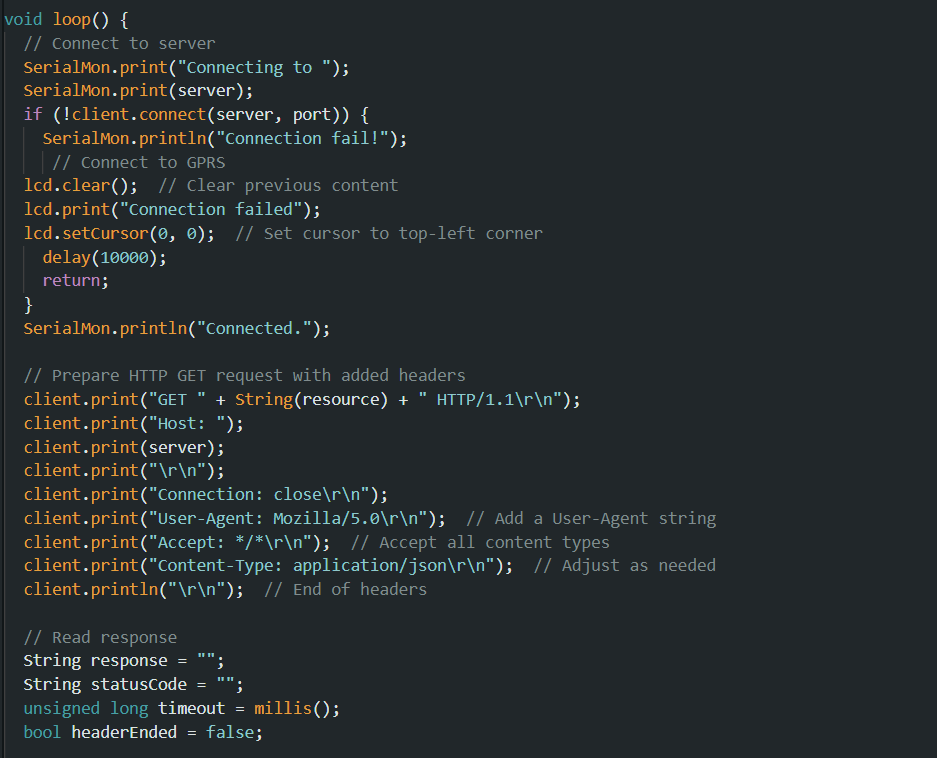 void loop() {
  // Connect to server
  SerialMon.print("Connecting to ");
  SerialMon.print(server);
  if (!client.connect(server, port)) {
    SerialMon.println("Connection fail!");
     // Connect to GPRS
  lcd.clear();  // Clear previous content
  lcd.print("Connection failed");
  lcd.setCursor(0, 0);  // Set cursor to top-left corner
    delay(10000);
    return;
  }
  SerialMon.println("Connected.");

  // Prepare HTTP GET request with added headers
  client.print("GET " + String(resource) + " HTTP/1.1\r\n");
  client.print("Host: ");
  client.print(server);
  client.print("\r\n");
  client.print("Connection: close\r\n");
  client.print("User-Agent: Mozilla/5.0\r\n");  // Add a User-Agent string
  client.print("Accept: */*\r\n");  // Accept all content types
  client.print("Content-Type: application/json\r\n");  // Adjust as needed
  client.println("\r\n");  // End of headers

  // Read response
  String response = "";
  String statusCode = "";
  unsigned long timeout = millis();
  bool headerEnded = false;